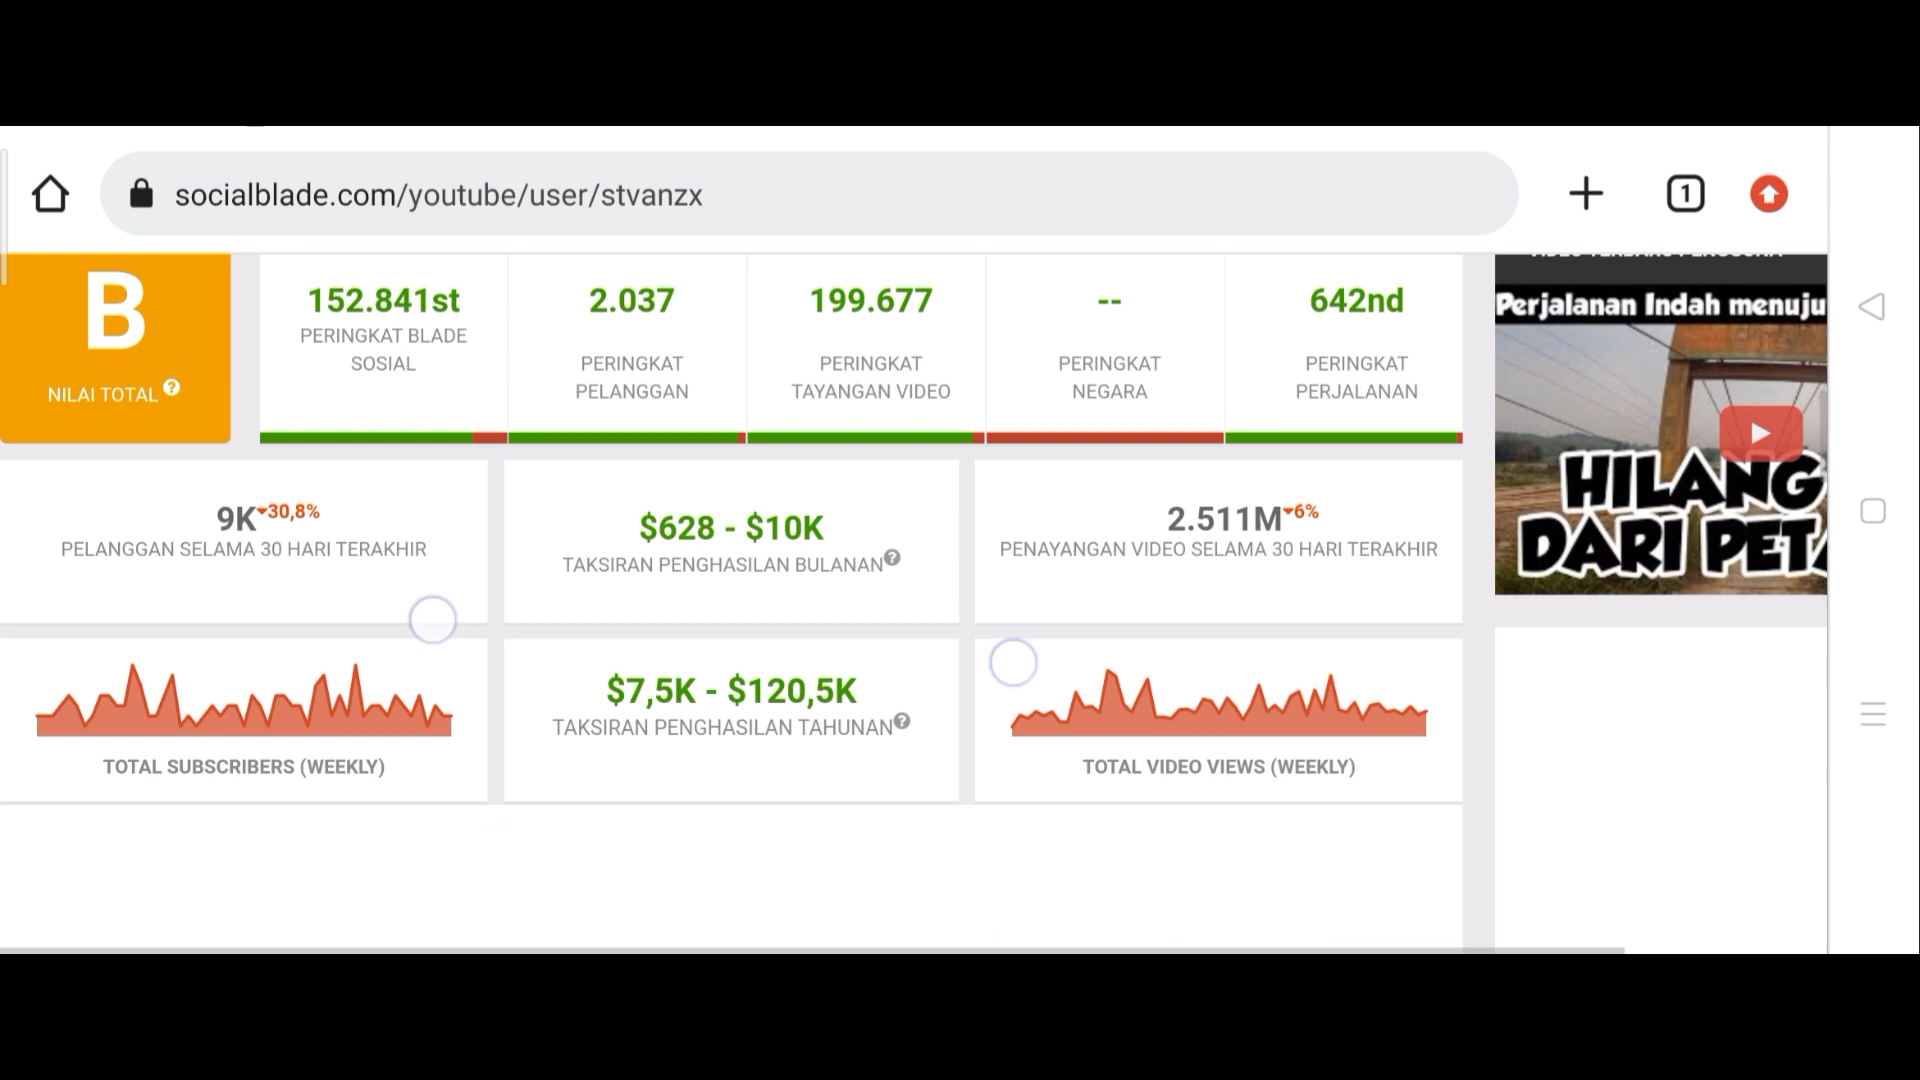 socialblade.com/youtube/user/stvanzx
1
B
NILAI TOTAL ?
152.841st
PERINGKAT BLADE
SOSIAL
2.037
PERINGKAT
PELANGGAN
199.677
PERINGKAT
TAYANGAN VIDEO
--
PERINGKAT
NEGARA
642nd
PERINGKAT
PERJALANAN
Perjalanan Indah menuju
HILANG
DARI PETA
9K 30,8%
PELANGGAN SELAMA 30 HARI TERAKHIR
$628 - $10K
TAKSIRAN PENGHASILAN BULANAN ?
2.511M 6%
PENAYANGAN VIDEO SELAMA 30 HARI TERAKHIR
TOTAL SUBSCRIBERS (WEEKLY)
$7,5K - $120,5K
TAKSIRAN PENGHASILAN TAHUNAN ?
TOTAL VIDEO VIEWS (WEEKLY)